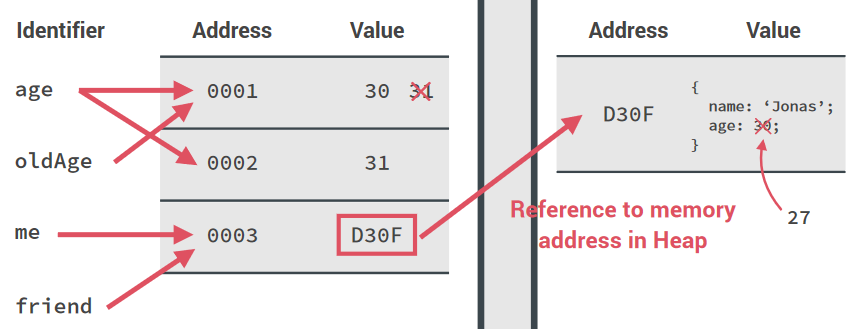 Identifier Address Value Address Value
age 0001 30 31
{
name: ‘Jonas’;
D30F
age: 30;
}
oldAge 0002 31
Reference to memory
address in Heap
27
me 0003 D30F
friend